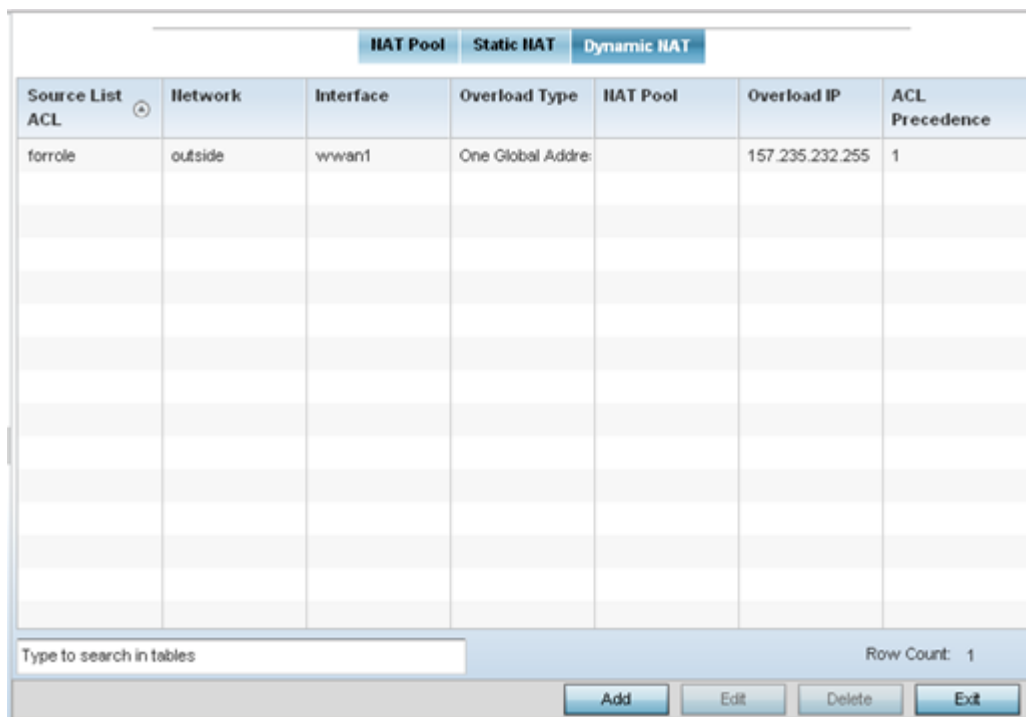 NAT Pool Static NAT Dynamic NAT
Source List ACL Network Interface Overload Type NAT Pool Overload IP ACL Precedence
forrole outside wwan1 One Global Addre: 157.235.232.255 1
Type to search in tables Row Count: 1
Add Edit Delete Exit